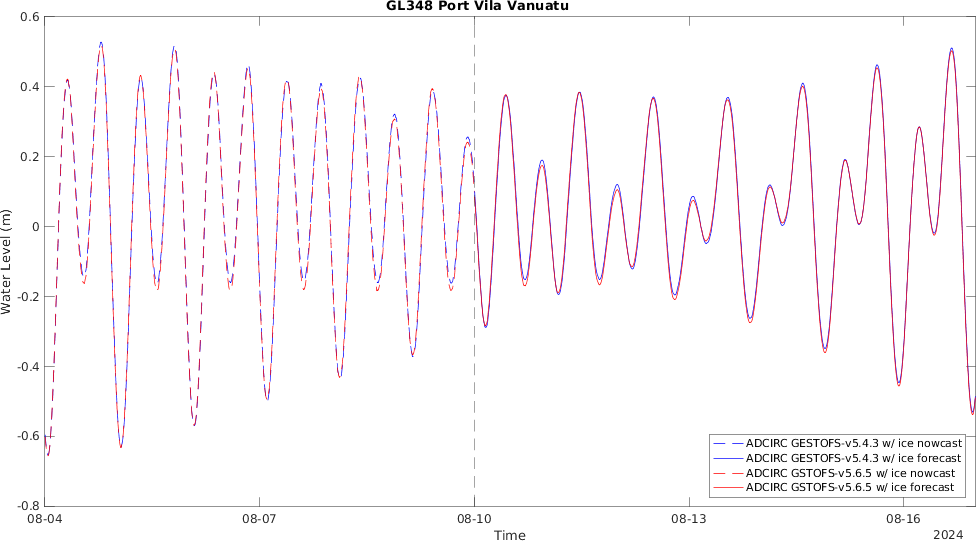 GL348 Port Vila Vanuatu
0.6
0.4
0.2
0
-0.2
-0.4
-0.6
-0.8
Water Level (m)
ADCIRC GESTOFS-v5.4.3 w/ ice nowcast
ADCIRC GESTOFS-v5.4.3 w/ ice forecast
ADCIRC GSTOFS-v5.6.5 w/ ice nowcast
ADCIRC GSTOFS-v5.6.5 w/ ice forecast
08-04 08-07 08-10 08-13 08-16
Time
2024